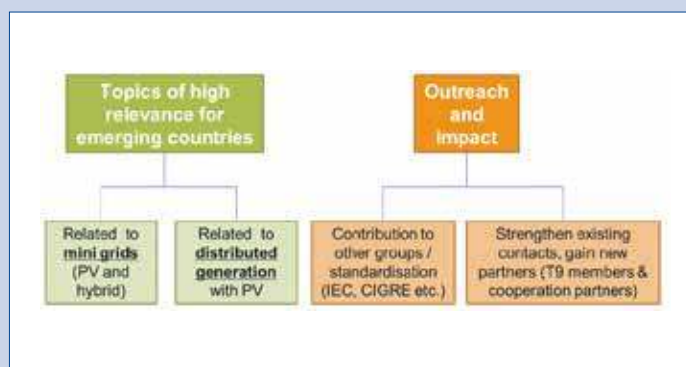 Topics of high
relevance for
emerging countries
Outreach
and
impact
Related to
mini grids
(PV and
hybrid)
Related to
distributed
generation
with PV
Contribution to
other groups /
standardisation
(IEC, CIGRE etc.)
Strengthen existing
contacts, gain new
partners (T9 members &
cooperation partners)